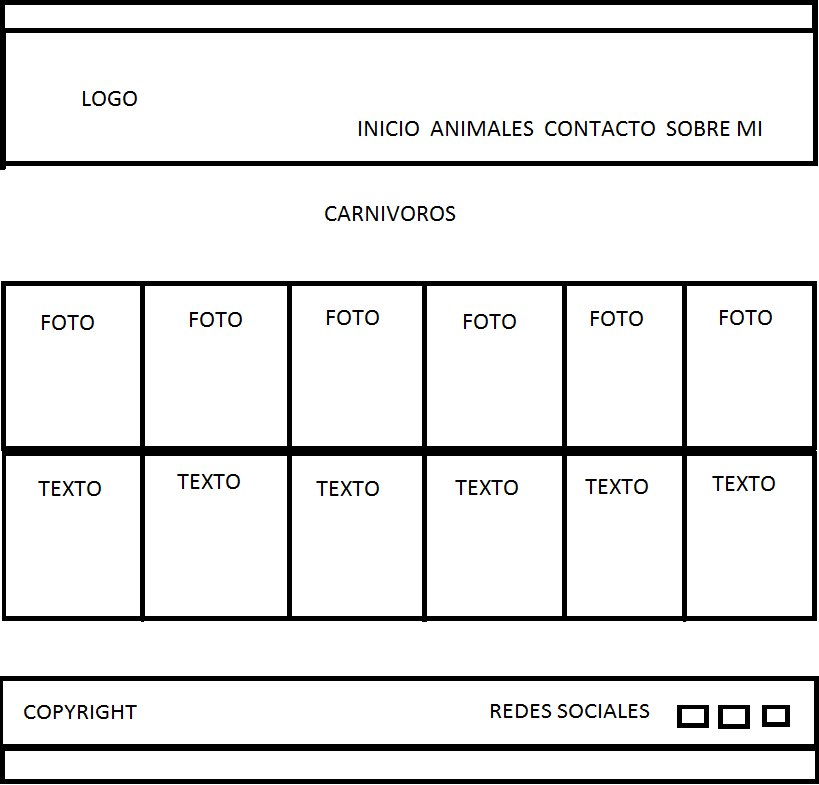 LOGO
INICIO ANIMALES CONTACTO SOBRE MI
CARNIVOROS
FOTO FOTO FOTO FOTO FOTO FOTO
TEXTO TEXTO TEXTO TEXTO TEXTO TEXTO
COPYRIGHT REDES SOCIALES